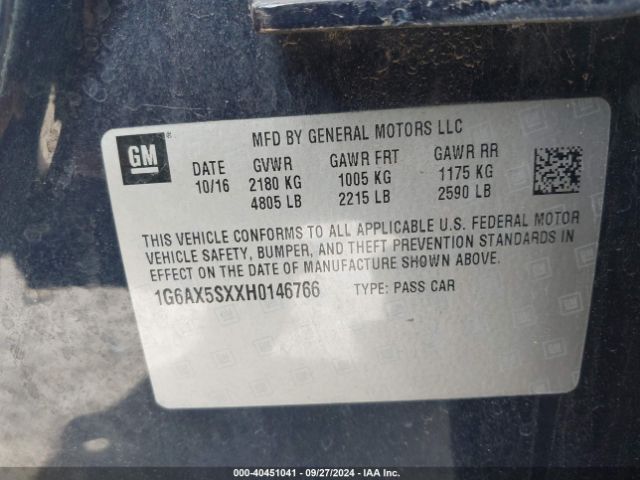 GM ®
MFD BY GENERAL MOTORS LLC
DATE GVWR GAWR FRT GAWR RR
10/16 2180 KG 1005 KG 1175 KG
4805 LB 2215 LB 2590 LB
THIS VEHICLE CONFORMS TO ALL APPLICABLE U.S. FEDERAL MOTOR
VEHICLE SAFETY, BUMPER, AND THEFT PREVENTION STANDARDS IN
EFFECT ON THE DATE OF MANUFACTURE SHOWN ABOVE.
1G6AX5SXXH0146766 TYPE: PASS CAR
000-40451041 - 09/27/2024 - IAA Inc.